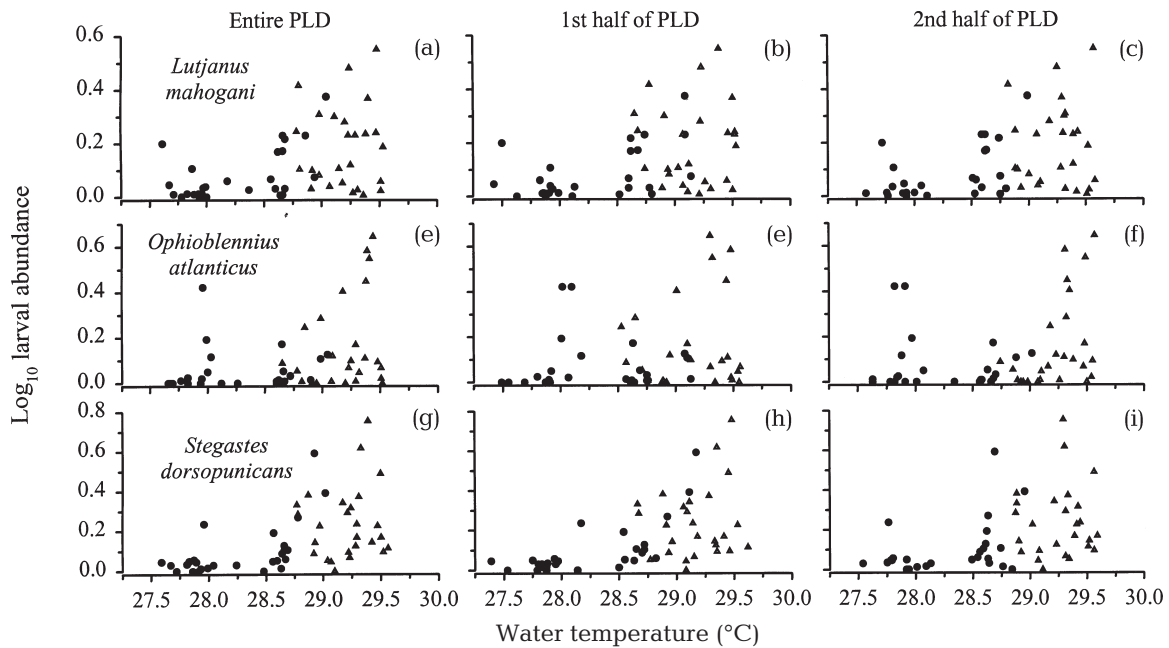 Entire PLD
1st half of PLD
2nd half of PLD
0.6
0.4
0.2
0.0
Lutjanus
mahogani
(a)
(b)
(c)
0.6
0.4
0.2
0.0
Ophioblennius
atlanticus
(e)
(e)
(f)
0.8
0.6
0.4
0.2
0.0
Stegastes
dorsopunicans
(g)
(h)
(i)
Log10 larval abundance
27.5 28.0 28.5 29.0 29.5 30.0
27.5 28.0 28.5 29.0 29.5 30.0
27.5 28.0 28.5 29.0 29.5 30.0
Water temperature (°C)